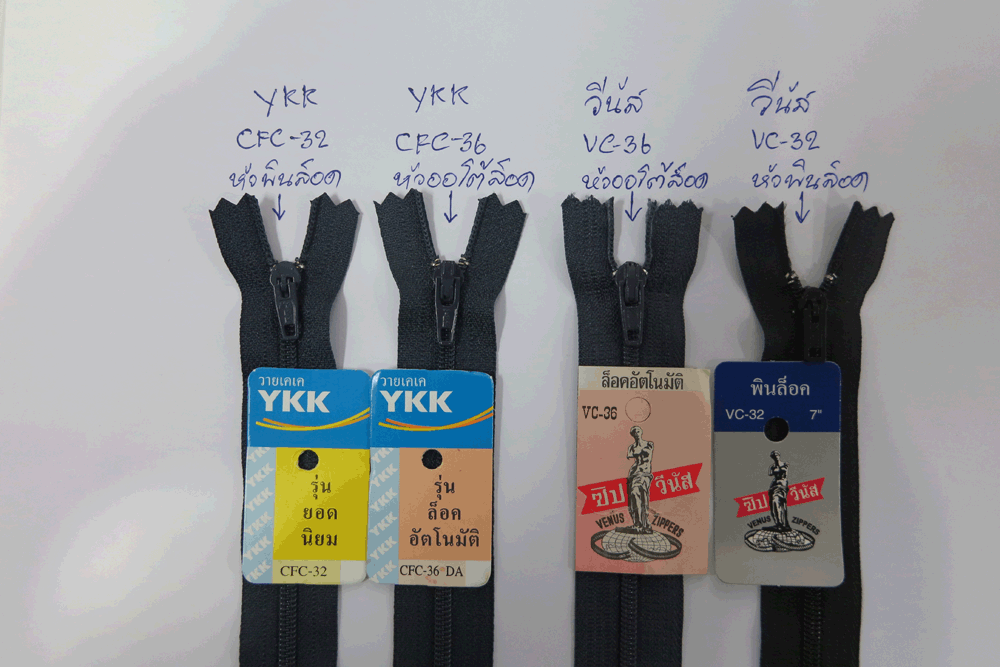 YKK
CFC-32
หัวพินล็อด
YKK
CFC-36
หัวออโต้ล็อด
วีนัส
VC-36
หัวออโต้ล็อด
วีนัส
VC-32
หัวพินล็อด
วายเคเค
YKK
รุ่น
ยอด
นิยม
CFC-32
วายเคเค
YKK
รุ่น
ล็อค
อัตโนมัติ
CFC-36 DA
ล็อคอัตโนมัติ
VC-36
ซิป วีนัส
VENUS ZIPPERS
พินล็อค
VC-32 7"
ซิป วีนัส
VENUS ZIPPERS